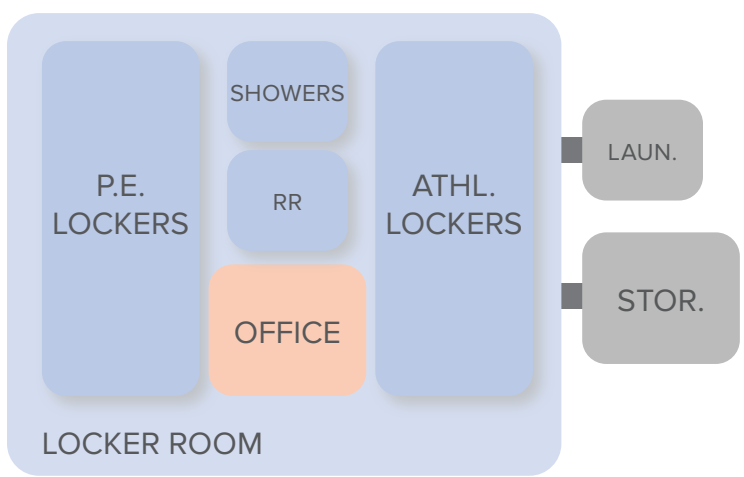 P.E.
LOCKERS
SHOWERS
RR
OFFICE
ATHL.
LOCKERS
LAUN.
STOR.
LOCKER ROOM